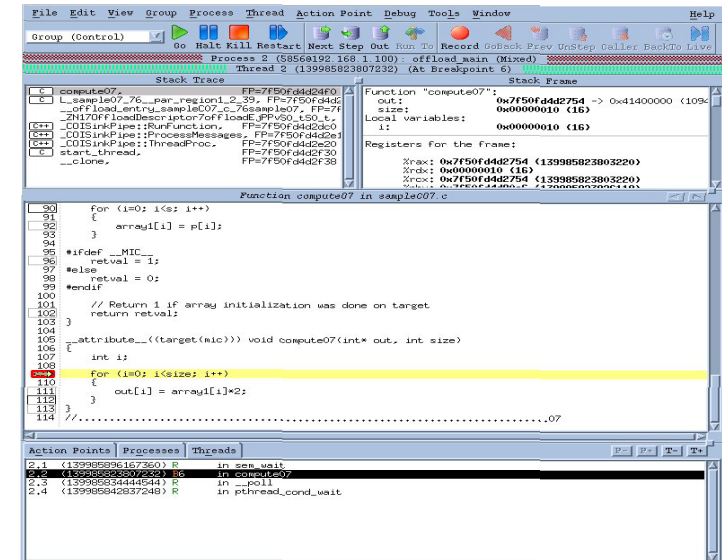 File Edit View Group Process Thread Action Point Debug Tools Window Help
Group (Control)
Go Halt Kill Restart Next Step Out Run To Record GoBack Prev UnStep Caller BackTo Live
Process 2 (5856@192.168.1.100): offload_main (Mixed)
Thread 2 (139985823807232) (At Breakpoint 6)
Stack Trace
C compute07, FP=7f50fd4d24f0
C L_sample07_76__par_region1_2_39, FP=7f50fd4d2
__offload_entry_sampleC07_c_76sample07, FP=7f
_ZN17OffloadDescriptor7offloadEjPPvS0_tS0_t,
C++ _COISinkPipe::RunFunction, FP=7f50fd4d2dc0
C++ _COISinkPipe::ProcessMessages, FP=7f50fd4d2e1
C++ _COISinkPipe::ThreadProc, FP=7f50fd4d2e20
C start_thread, FP=7f50fd4d2f30
__clone, FP=7f50fd4d2f38
Stack Frame
Function "compute07":
out: 0x7f50fd4d2754 -> 0x41400000 (1094
size: 0x00000010 (16)
Local variables:
i: 0x00000010 (16)
Registers for the frame:
%rax: 0x7f50fd4d2754 (139985823803220)
%rdx: 0x00000010 (16)
%rcx: 0x7f50fd4d2754 (139985823803220)
Function compute07 in sampleC07.c
90 for (i=0; i<s; i++)
91 {
92 array1[i] = p[i];
93 }
94
95 #ifdef __MIC__
96 retval = 1;
97 #else
98 retval = 0;
99 #endif
100
101 // Return 1 if array initialization was done on target
102 return retval;
103 }
104
105 __attribute__((target(mic))) void compute07(int* out, int size)
106 {
107 int i;
108
for (i=0; i<size; i++)
110 {
111 out[i] = array1[i]*2;
112 }
113 }
114 //..................................................................07
Action Points Processes Threads P- P+ T- T+
2.1 (139985896167360) R in sem_wait
2.2 (139985823807232) B6 in compute07
2.3 (139985834444544) R in __poll
2.4 (139985842837248) R in pthread_cond_wait